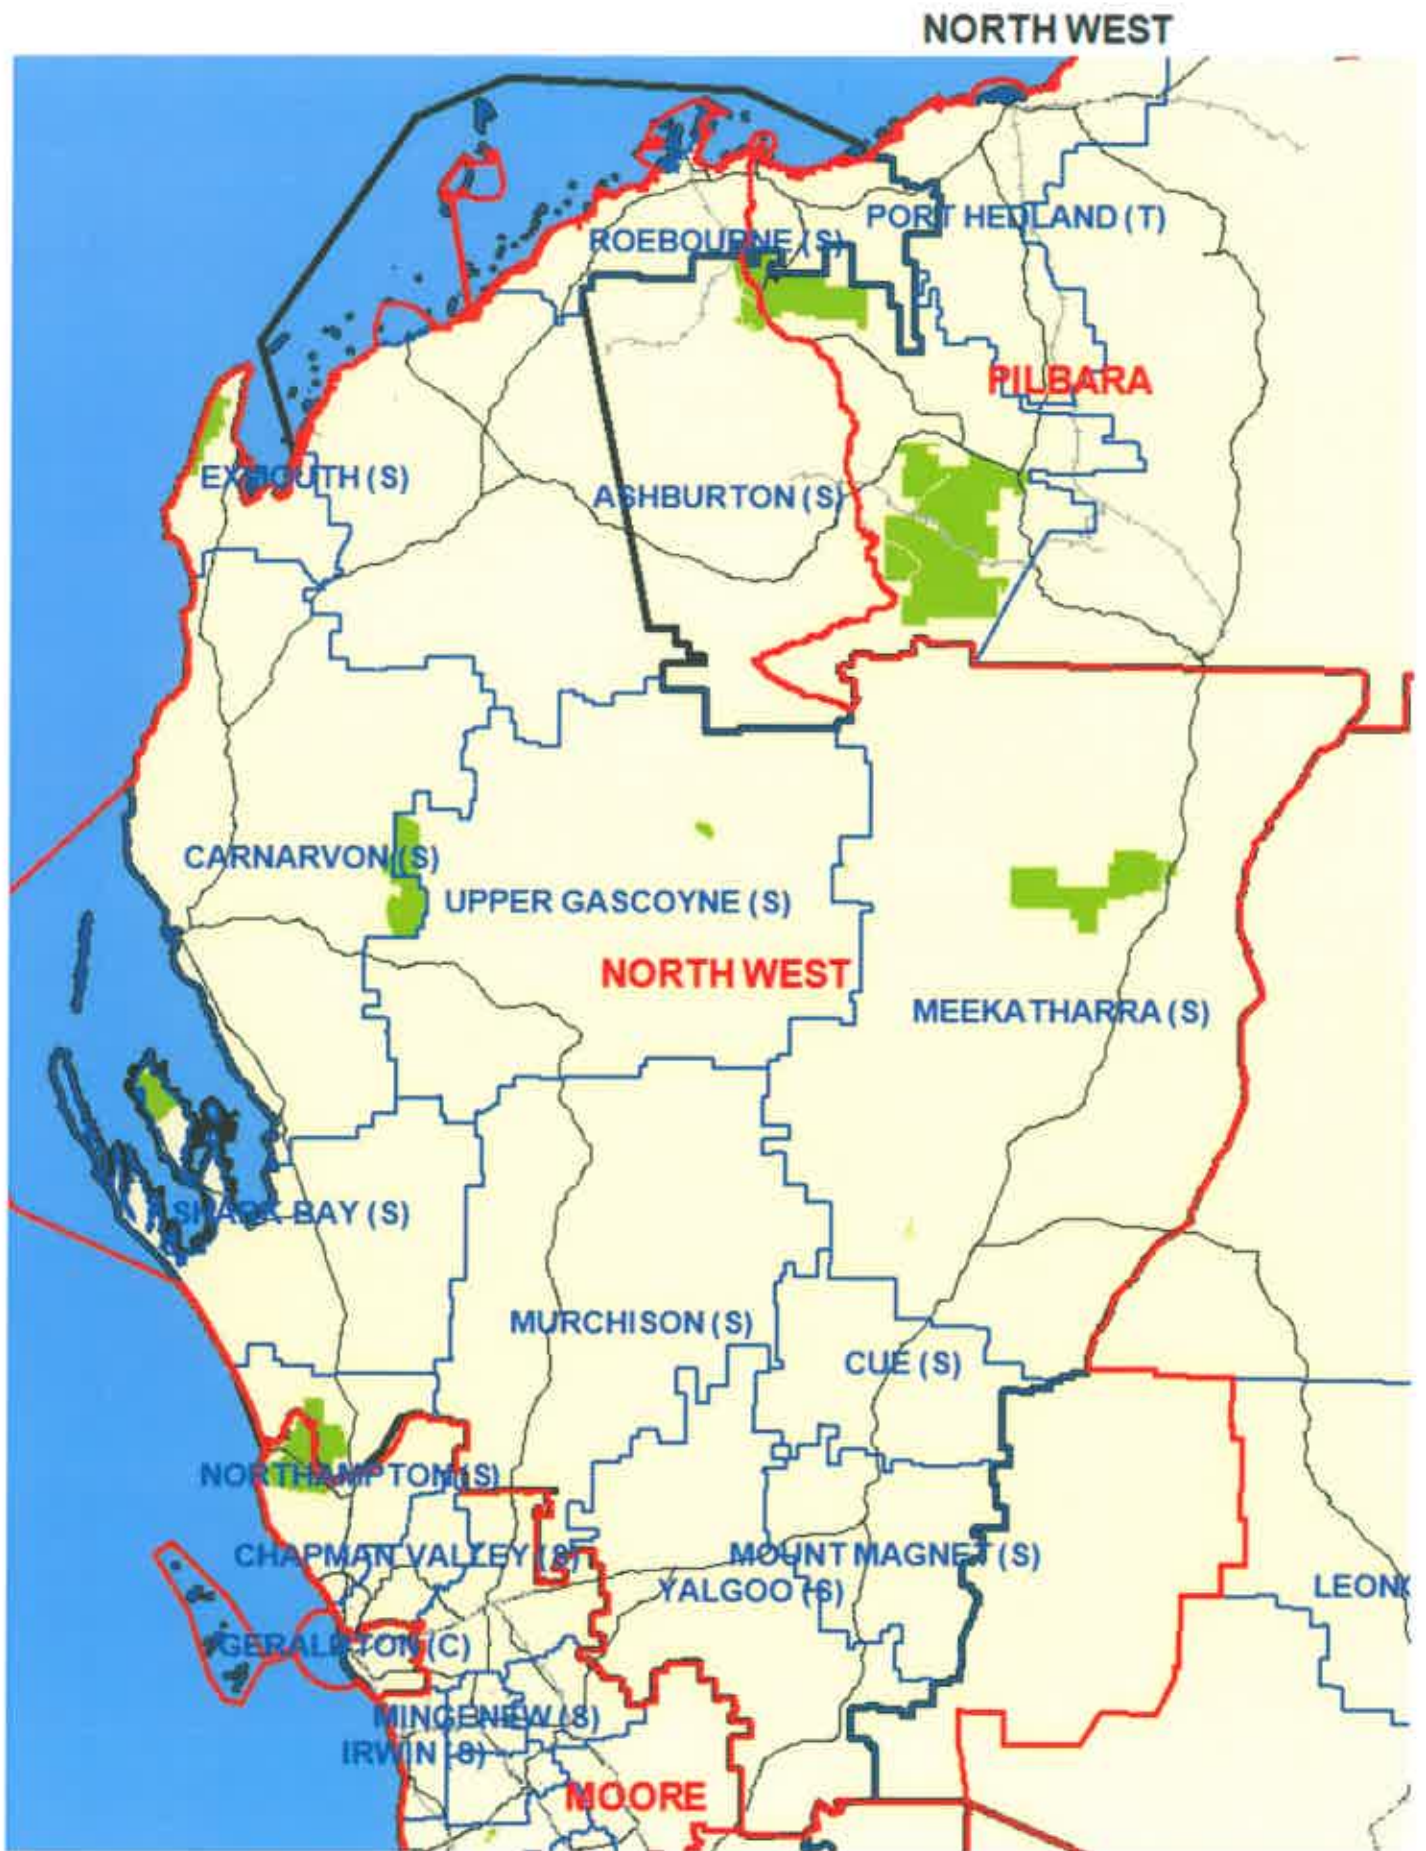 NORTH WEST
PORT HEDLAND (T)
ROEBOURNE (S)
PILBARA
EXMOUTH (S)
ASHBURTON (S)
CARNARVON (S)
UPPER GASCOYNE (S)
NORTH WEST
MEEKATHARRA (S)
SHARK BAY (S)
MURCHISON (S)
CUE (S)
NORTHAMPTON (S)
CHAPMAN VALLEY (S)
MOUNT MAGNET (S)
YALGOO (S)
LEON
GERALDTON (C)
MINGENEW (S)
IRWIN (S)
MOORE